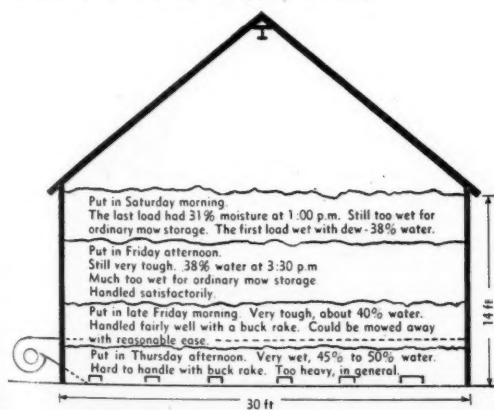 Put in Saturday morning.
The last load had 31% moisture at 1:00 p.m. Still too wet for
ordinary mow storage. The first load wet with dew - 38% water.
Put in Friday afternoon.
Still very tough. 38% water at 3:30 p.m
Much too wet for ordinary mow storage
Handled satisfactorily.
Put in late Friday morning. Very tough, about 40% water.
Handled fairly well with a buck rake. Could be mowed away
with reasonable ease.
Put in Thursday afternoon. Very wet, 45% to 50% water.
Hard to handle with buck rake. Too heavy, in general.
14 ft
30 ft